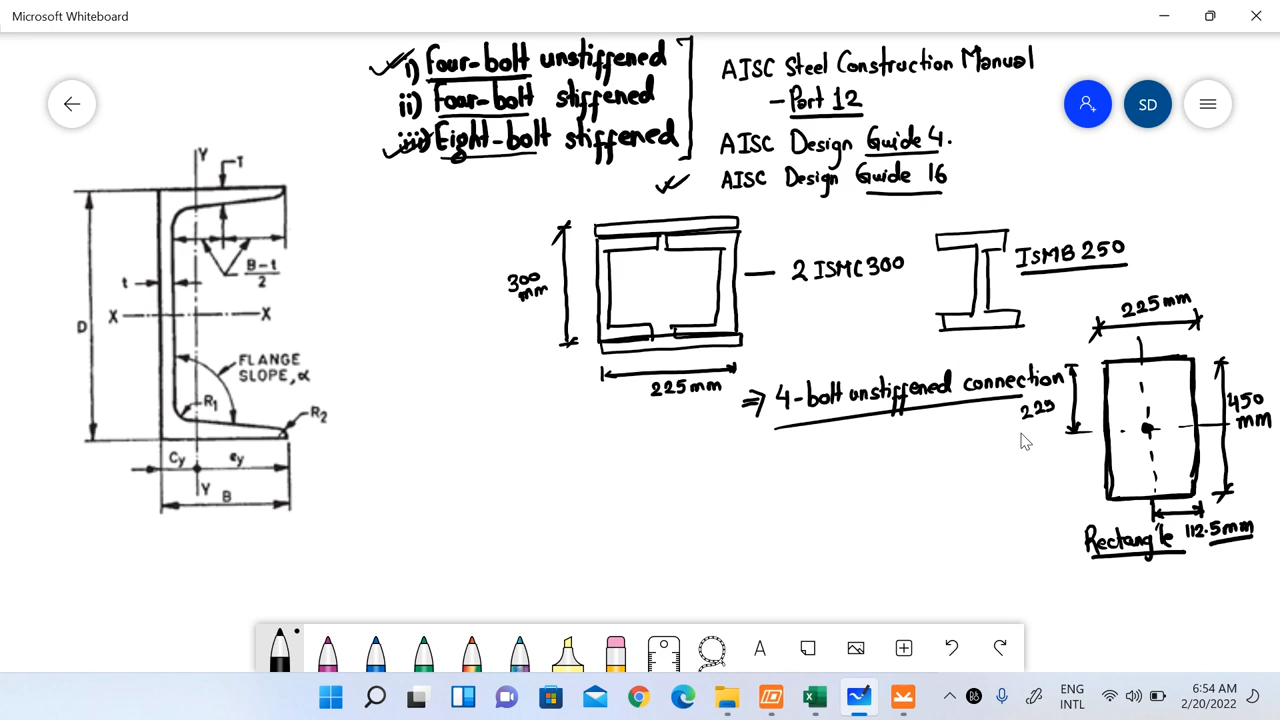 Microsoft Whiteboard
i) Four-bolt unstiffened
ii) Four-bolt stiffened
iii) Eight-bolt stiffened
AISC Steel Construction Manual
- Part 12
AISC Design Guide 4.
AISC Design Guide 16
SD
Y
T
B-t
2
t
X
X
D
FLANGE
SLOPE, α
R1
R2
Cy
ey
Y
B
300
mm
2 ISMC 300
225 mm
ISMB 250
⇒ 4-bolt unstiffened connection
225 mm
225
450
mm
112.5mm
Rectangle
A
ENG
INTL
6:54 AM
2/20/2022